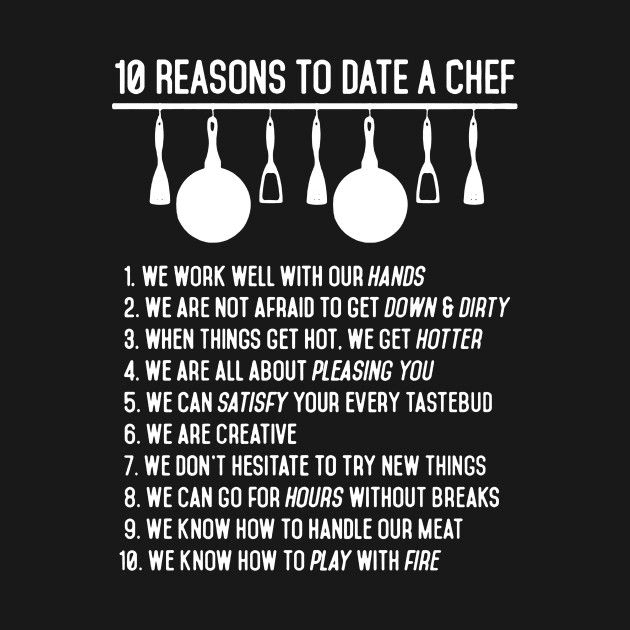 10 REASONS TO DATE A CHEF
1. WE WORK WELL WITH OUR HANDS
2. WE ARE NOT AFRAID TO GET DOWN & DIRTY
3. WHEN THINGS GET HOT, WE GET HOTTER
4. WE ARE ALL ABOUT PLEASING YOU
5. WE CAN SATISFY YOUR EVERY TASTEBUD
6. WE ARE CREATIVE
7. WE DON'T HESITATE TO TRY NEW THINGS
8. WE CAN GO FOR HOURS WITHOUT BREAKS
9. WE KNOW HOW TO HANDLE OUR MEAT
10. WE KNOW HOW TO PLAY WITH FIRE